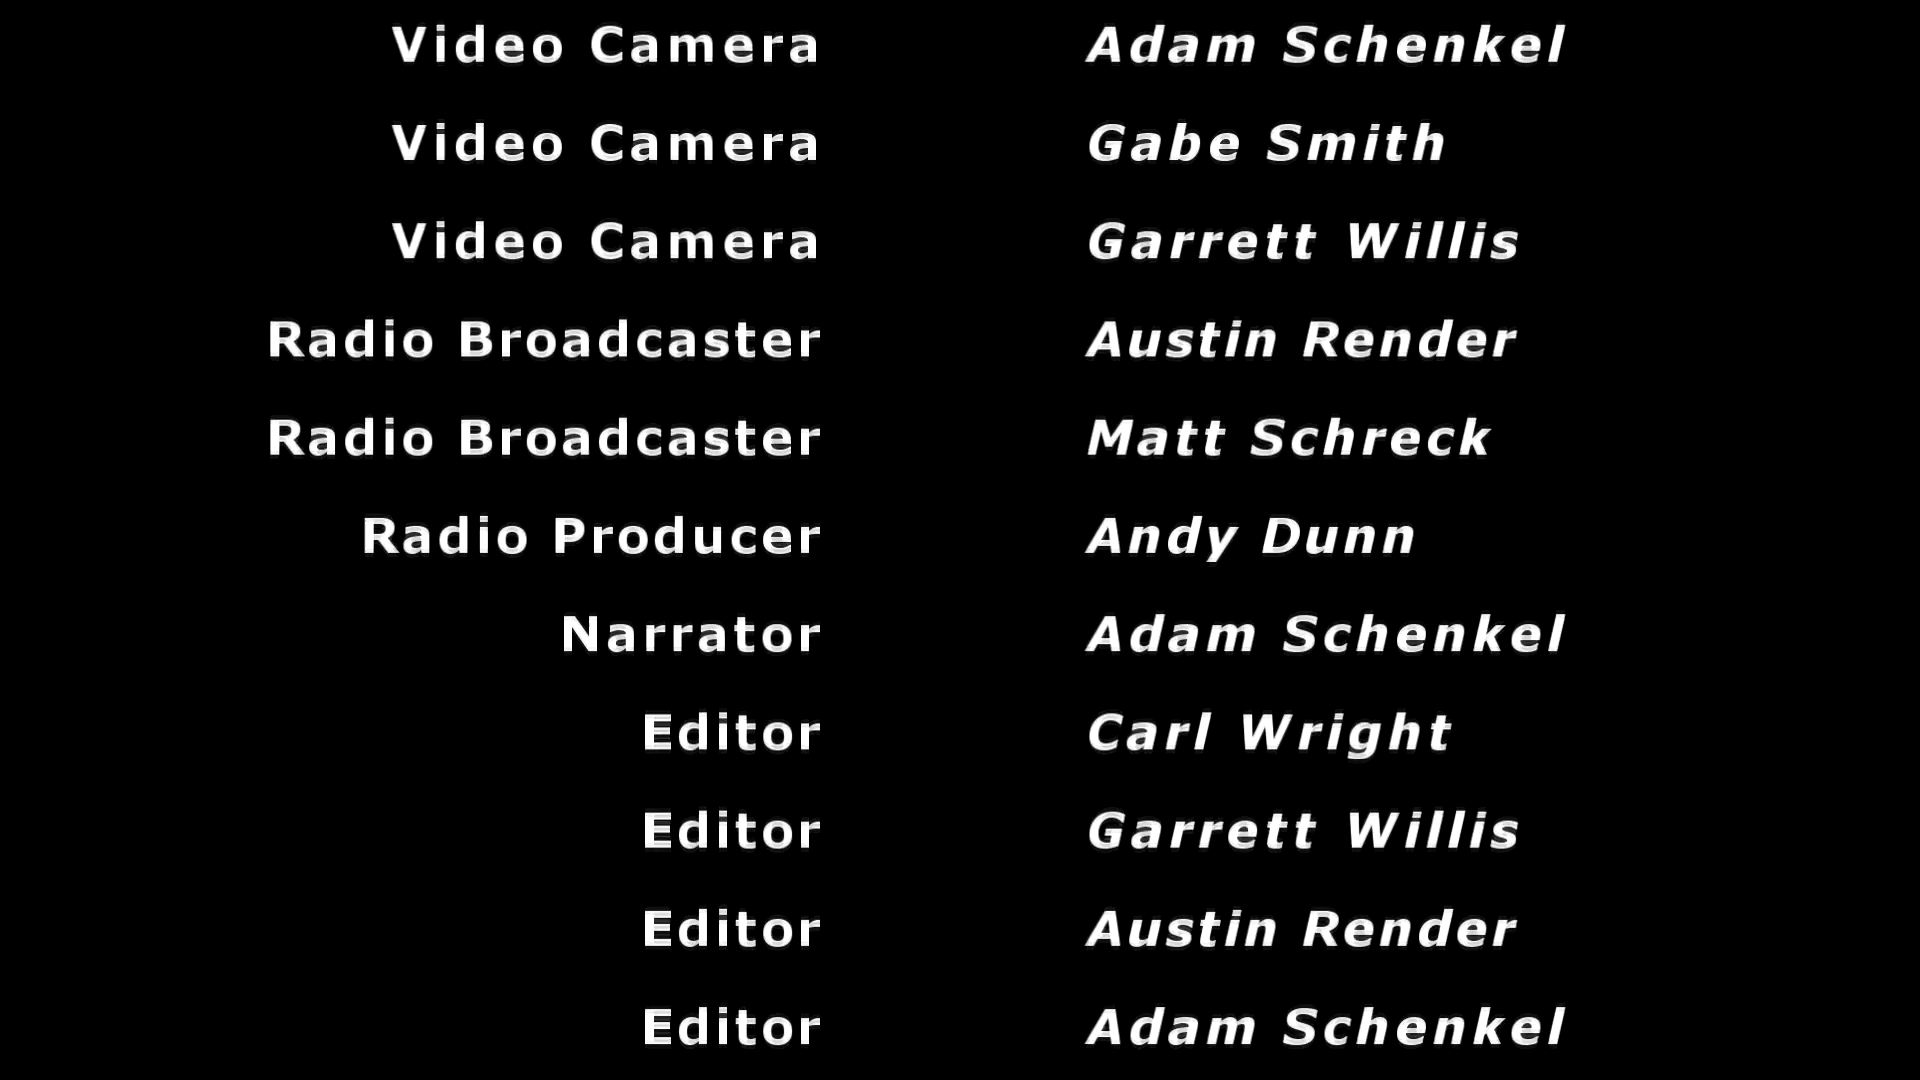 Video Camera Adam Schenkel
Video Camera Gabe Smith
Video Camera Garrett Willis
Radio Broadcaster Austin Render
Radio Broadcaster Matt Schreck
Radio Producer Andy Dunn
Narrator Adam Schenkel
Editor Carl Wright
Editor Garrett Willis
Editor Austin Render
Editor Adam Schenkel